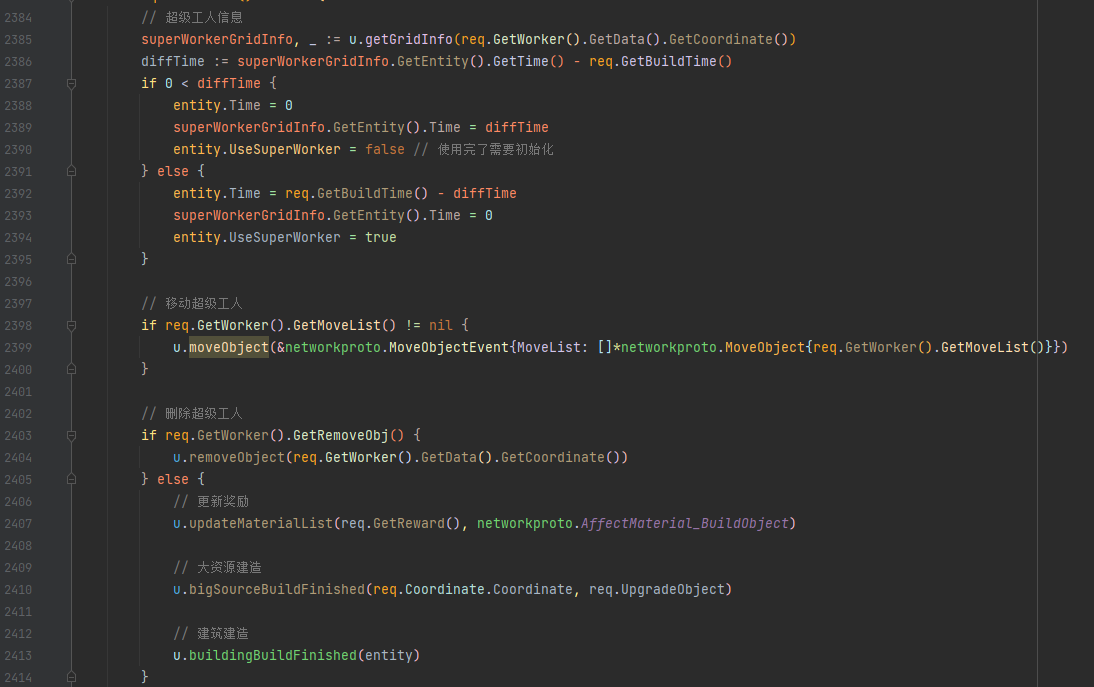 2384 // 超级工人信息
2385 superWorkerGridInfo, _ := u.getGridInfo(req.GetWorker().GetData().GetCoordinate())
2386 diffTime := superWorkerGridInfo.GetEntity().GetTime() - req.GetBuildTime()
2387 if 0 < diffTime {
2388 entity.Time = 0
2389 superWorkerGridInfo.GetEntity().Time = diffTime
2390 entity.UseSuperWorker = false // 使用完了需要初始化
2391 } else {
2392 entity.Time = req.GetBuildTime() - diffTime
2393 superWorkerGridInfo.GetEntity().Time = 0
2394 entity.UseSuperWorker = true
2395 }
2396
2397 // 移动超级工人
2398 if req.GetWorker().GetMoveList() != nil {
2399 u.moveObject(&networkproto.MoveObjectEvent{MoveList: []*networkproto.MoveObject{req.GetWorker().GetMoveList()}})
2400 }
2401
2402 // 删除超级工人
2403 if req.GetWorker().GetRemoveObj() {
2404 u.removeObject(req.GetWorker().GetData().GetCoordinate())
2405 } else {
2406 // 更新奖励
2407 u.updateMaterialList(req.GetReward(), networkproto.AffectMaterial_BuildObject)
2408
2409 // 大资源建造
2410 u.bigSourceBuildFinished(req.Coordinate.Coordinate, req.UpgradeObject)
2411
2412 // 建筑建造
2413 u.buildingBuildFinished(entity)
2414 }